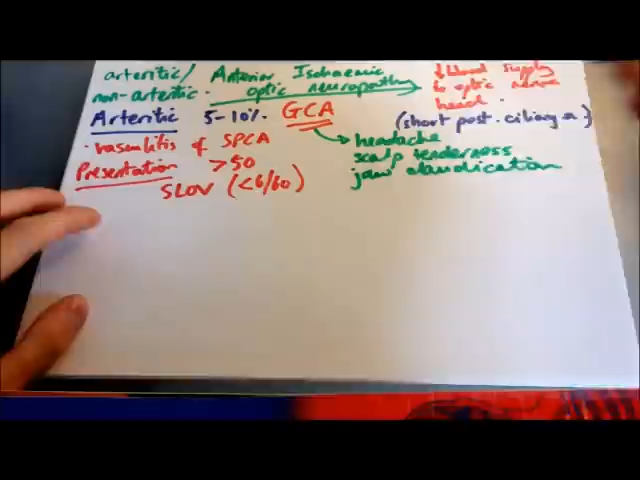 arteritic/ Anterior Ischaemic
non-arteritic. optic neuropathy
↓ blood supply
to optic nerve
head.
(short post. ciliary a.)
Arteritic 5-10%. GCA
· vasculitis of SPCA
→ headache
scalp tenderness
jaw claudication
Presentation >50
SLOV (<6/60)